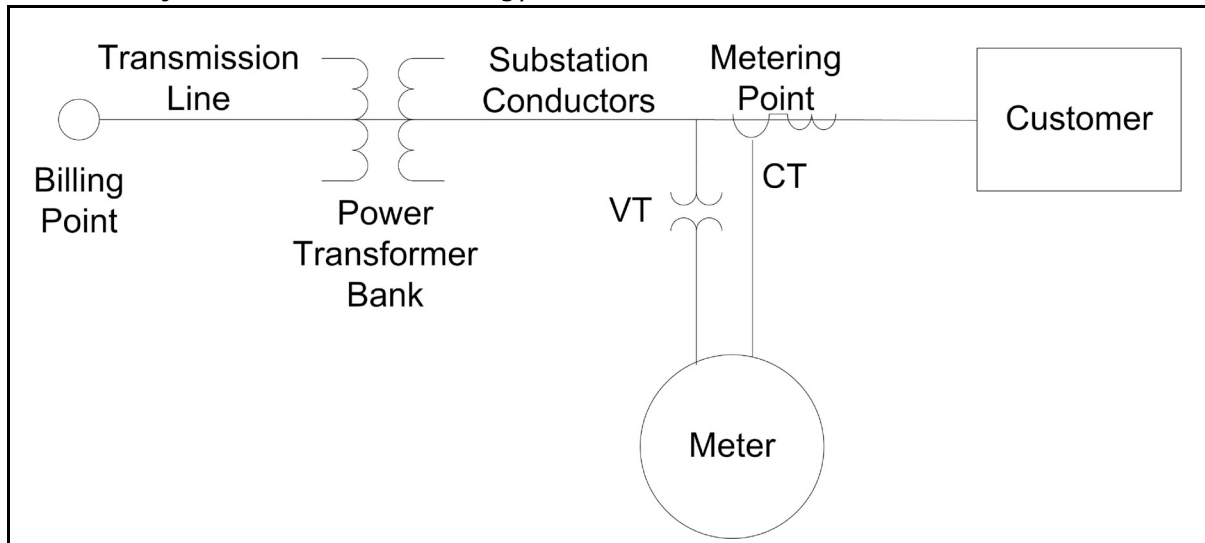 Transmission
Line
Substation
Conductors
Metering
Point
Customer
Billing
Point
Power
Transformer
Bank
VT
CT
Meter